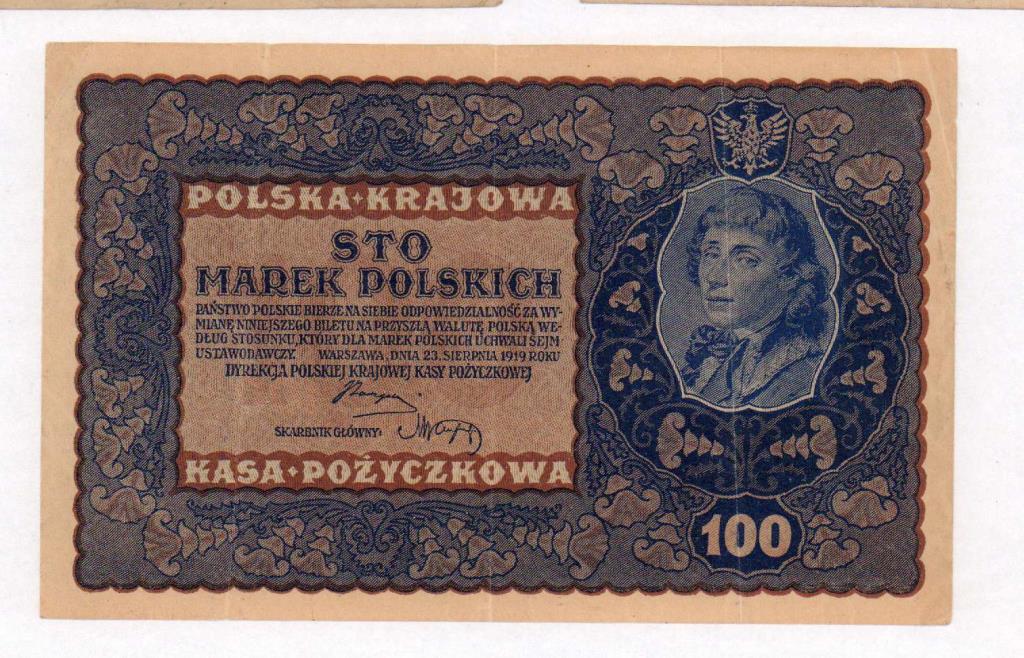 POLSKA·KRAJOWA
STO
MAREK POLSKICH
PAŃSTWO POLSKIE BIERZE NA SIEBIE ODPOWIEDZIALNOŚĆ ZA WY-
MIANĘ NINIEJSZEGO BILETU NA PRZYSZŁĄ WALUTĘ POLSKĄ WE-
DŁUG STOSUNKU, KTÓRY DLA MAREK POLSKICH UCHWALI SEJM
USTAWODAWCZY. WARSZAWA, DNIA 23. SIERPNIA 1919 ROKU
DYREKCJA POLSKIEJ KRAJOWEJ KASY POŻYCZKOWEJ
SKARBNIK GŁÓWNY:
KASA·POŻYCZKOWA
100